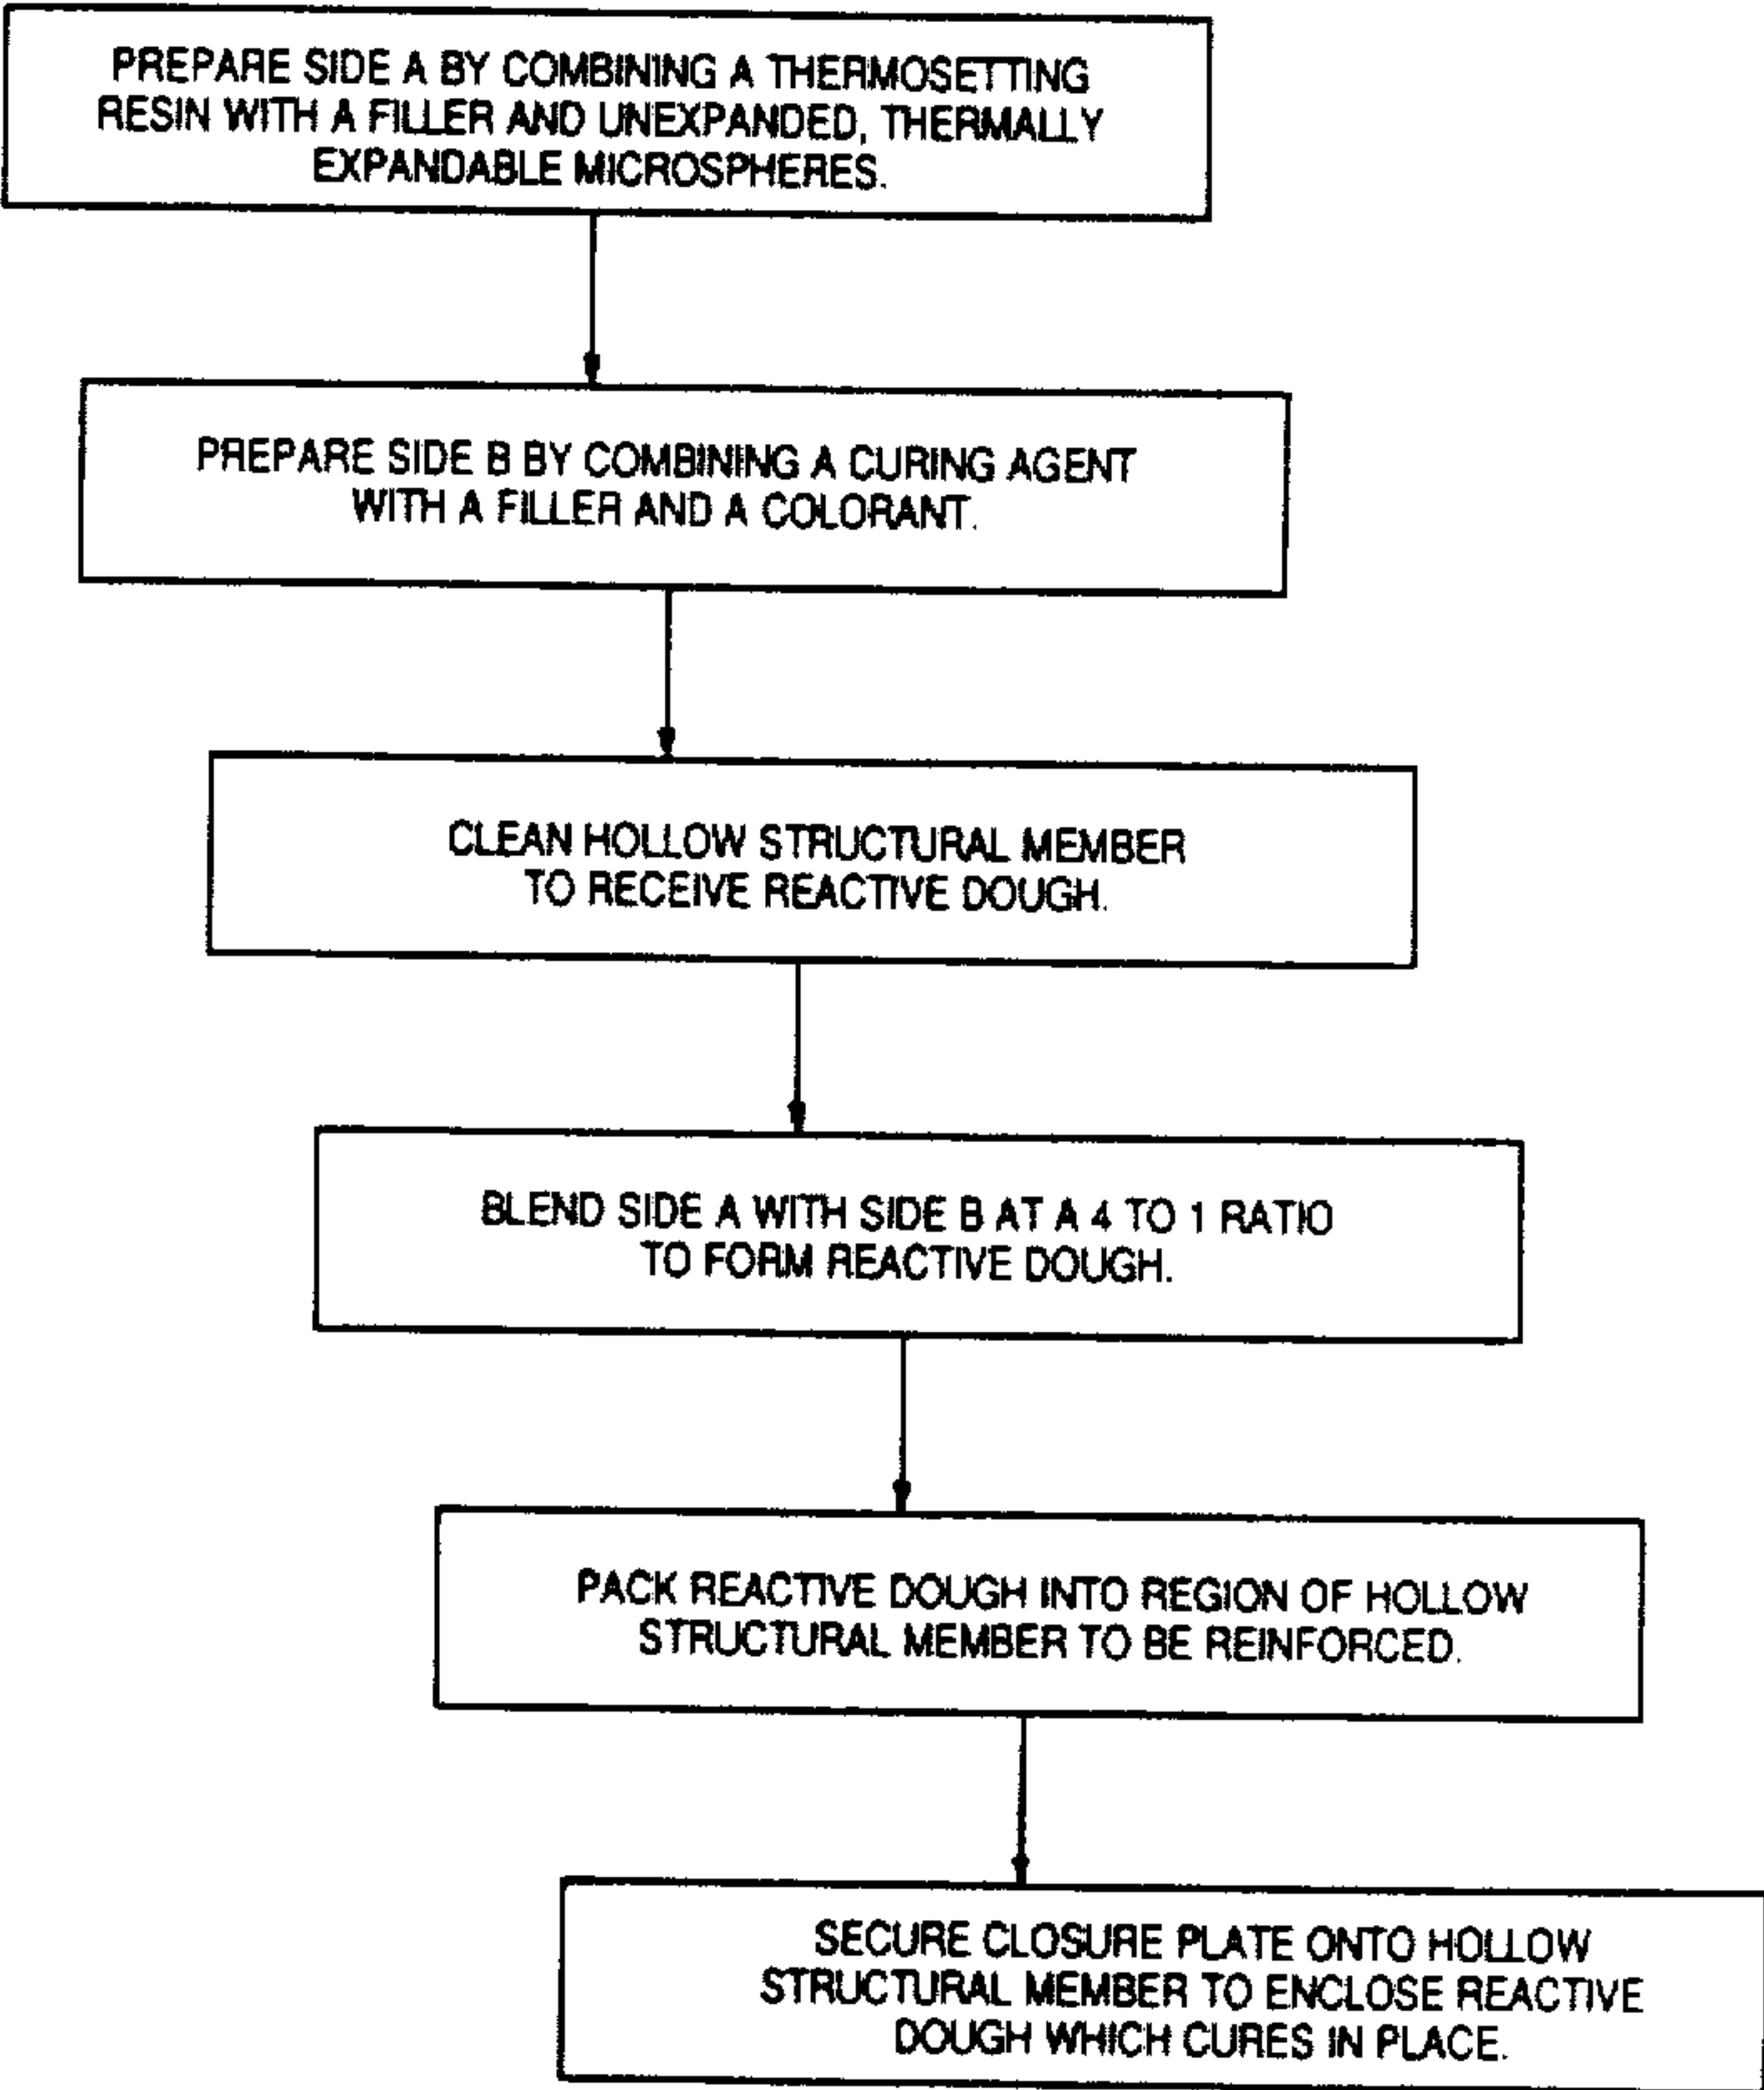 PREPARE SIDE A BY COMBINING A THERMOSETTING
RESIN WITH A FILLER AND UNEXPANDED, THERMALLY
EXPANDABLE MICROSPHERES.
PREPARE SIDE B BY COMBINING A CURING AGENT
WITH A FILLER AND A COLORANT.
CLEAN HOLLOW STRUCTURAL MEMBER
TO RECEIVE REACTIVE DOUGH.
BLEND SIDE A WITH SIDE B AT A 4 TO 1 RATIO
TO FORM REACTIVE DOUGH.
PACK REACTIVE DOUGH INTO REGION OF HOLLOW
STRUCTURAL MEMBER TO BE REINFORCED.
SECURE CLOSURE PLATE ONTO HOLLOW
STRUCTURAL MEMBER TO ENCLOSE REACTIVE
DOUGH WHICH CURES IN PLACE.